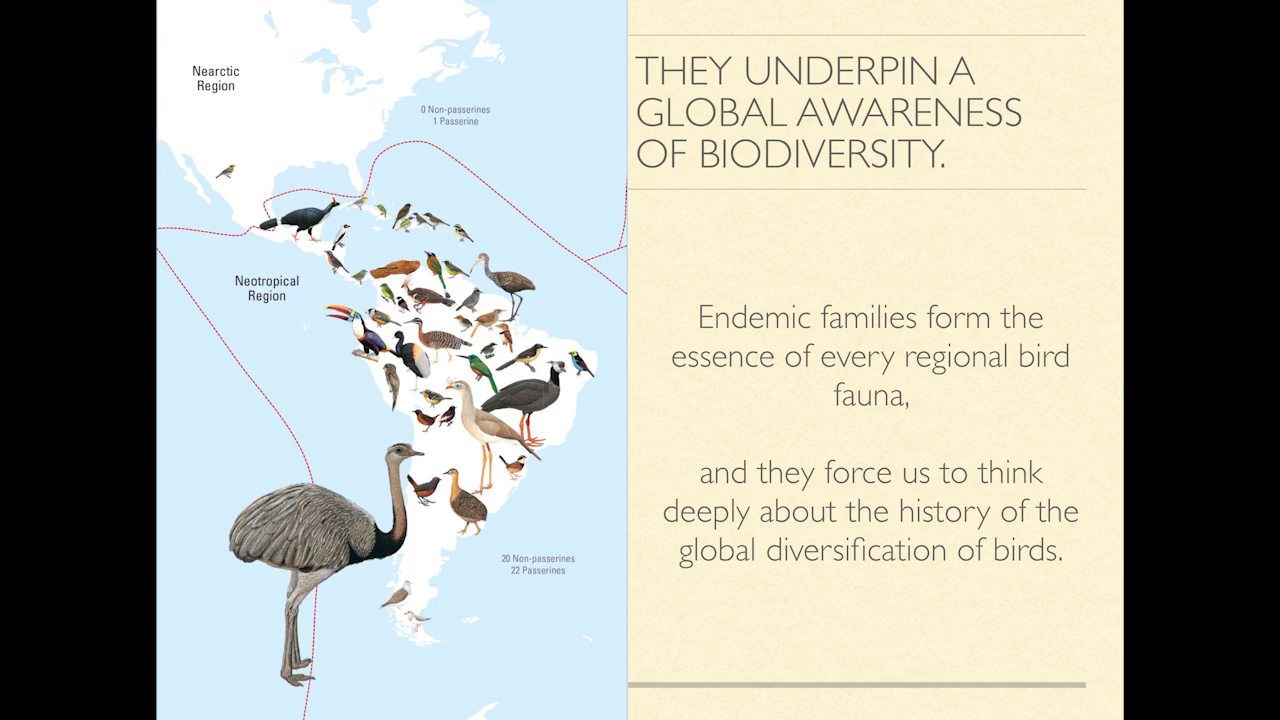 Nearctic
Region
0 Non-passerines
1 Passerine
Neotropical
Region
20 Non-passerines
22 Passerines
THEY UNDERPIN A
GLOBAL AWARENESS
OF BIODIVERSITY.
Endemic families form the
essence of every regional bird
fauna,
and they force us to think
deeply about the history of the
global diversification of birds.